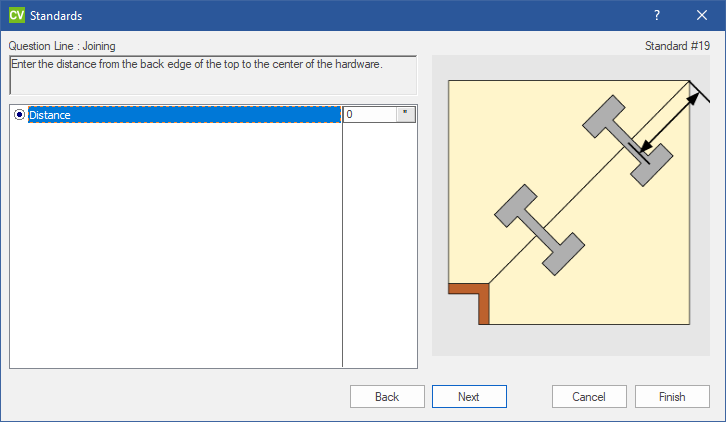 CV Standards ?
Question Line : Joining Standard #19
Enter the distance from the back edge of the top to the center of the hardware.
Distance 0 "
Back Next Cancel Finish